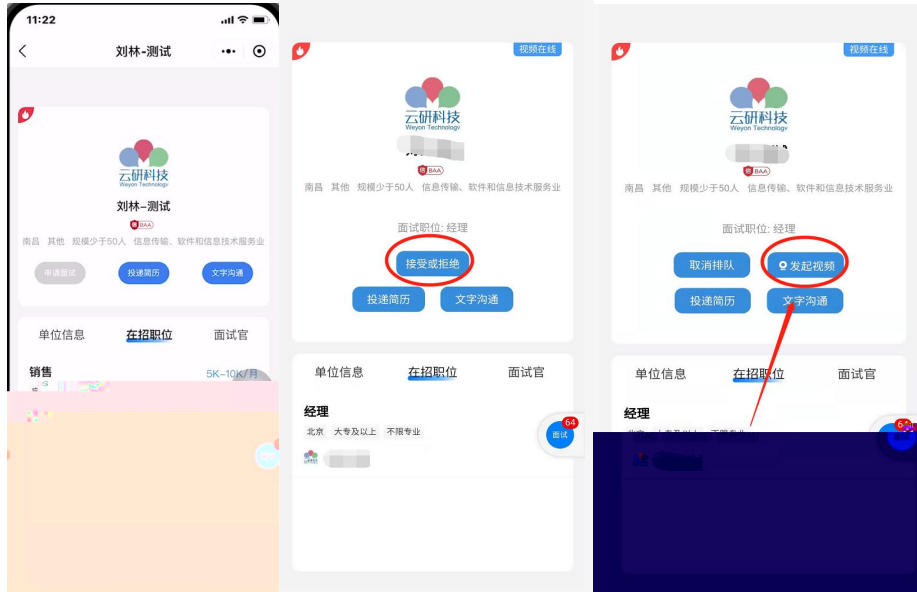 11:22
刘林-测试
云研科技
Weyon Technology
刘林-测试
BAA
南昌 其他 规模少于50人 信息传输、软件和信息技术服务业
申请面试 投递简历 文字沟通
单位信息 在招职位 面试官
销售 5K-10K/月
视频在线
云研科技
Weyon Technology
BAA
南昌 其他 规模少于50人 信息传输、软件和信息技术服务业
面试职位: 经理
接受或拒绝
投递简历 文字沟通
单位信息 在招职位 面试官
经理
北京 大专及以上 不限专业
64
面试
视频在线
云研科技
Weyon Technology
BAA
南昌 其他 规模少于50人 信息传输、软件和信息技术服务业
面试职位: 经理
取消排队 发起视频
投递简历 文字沟通
单位信息 在招职位 面试官
经理